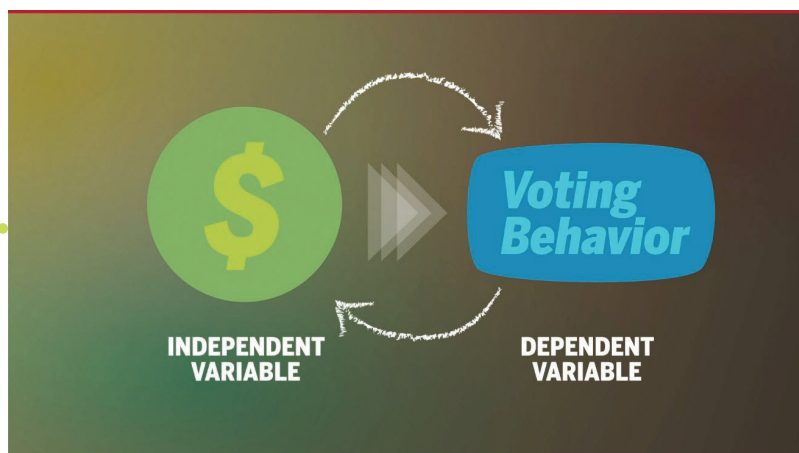 $
Voting
Behavior
INDEPENDENT
VARIABLE
DEPENDENT
VARIABLE